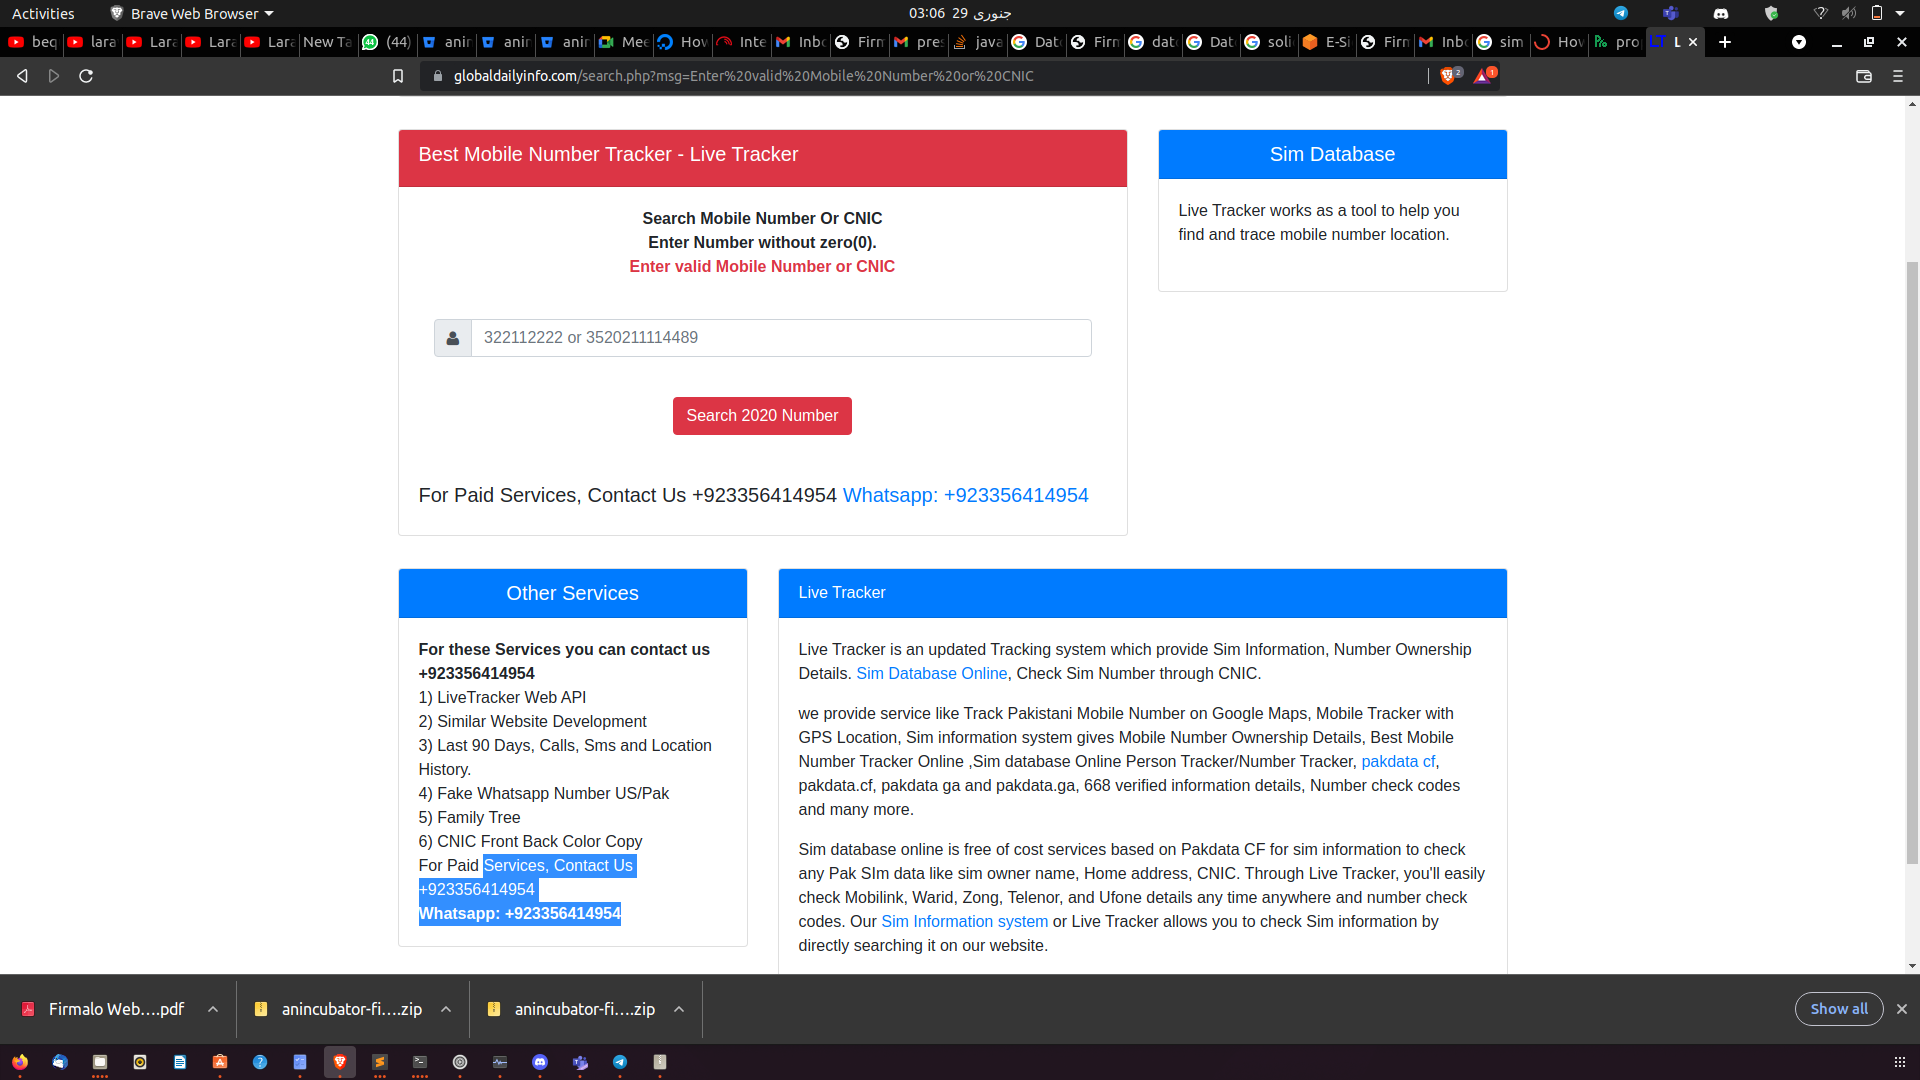 Activities
Brave Web Browser
03:06 29 جنوری
beq
lara
Lara
Lara
Lara
New Ta
(44)
anin
anin
anin
Mee
How
Inte
Inbo
Firm
pres
java
Date
Firm
date
Date
soli
E-Si
Firm
Inbo
sim
How
prop
LT L
globaldailyinfo.com/search.php?msg=Enter%20valid%20Mobile%20Number%20or%20CNIC
2
1
Best Mobile Number Tracker - Live Tracker
Search Mobile Number Or CNIC
Enter Number without zero(0).
Enter valid Mobile Number or CNIC
322112222 or 3520211114489
Search 2020 Number
For Paid Services, Contact Us +923356414954 Whatsapp: +923356414954
Sim Database
Live Tracker works as a tool to help you
find and trace mobile number location.
Other Services
For these Services you can contact us
+923356414954
1) LiveTracker Web API
2) Similar Website Development
3) Last 90 Days, Calls, Sms and Location
History.
4) Fake Whatsapp Number US/Pak
5) Family Tree
6) CNIC Front Back Color Copy
For Paid Services, Contact Us
+923356414954
Whatsapp: +923356414954
Live Tracker
Live Tracker is an updated Tracking system which provide Sim Information, Number Ownership
Details. Sim Database Online, Check Sim Number through CNIC.
we provide service like Track Pakistani Mobile Number on Google Maps, Mobile Tracker with
GPS Location, Sim information system gives Mobile Number Ownership Details, Best Mobile
Number Tracker Online ,Sim database Online Person Tracker/Number Tracker, pakdata cf,
pakdata.cf, pakdata ga and pakdata.ga, 668 verified information details, Number check codes
and many more.
Sim database online is free of cost services based on Pakdata CF for sim information to check
any Pak SIm data like sim owner name, Home address, CNIC. Through Live Tracker, you'll easily
check Mobilink, Warid, Zong, Telenor, and Ufone details any time anywhere and number check
codes. Our Sim Information system or Live Tracker allows you to check Sim information by
directly searching it on our website.
Firmalo Web....pdf
anincubator-fi....zip
anincubator-fi....zip
Show all